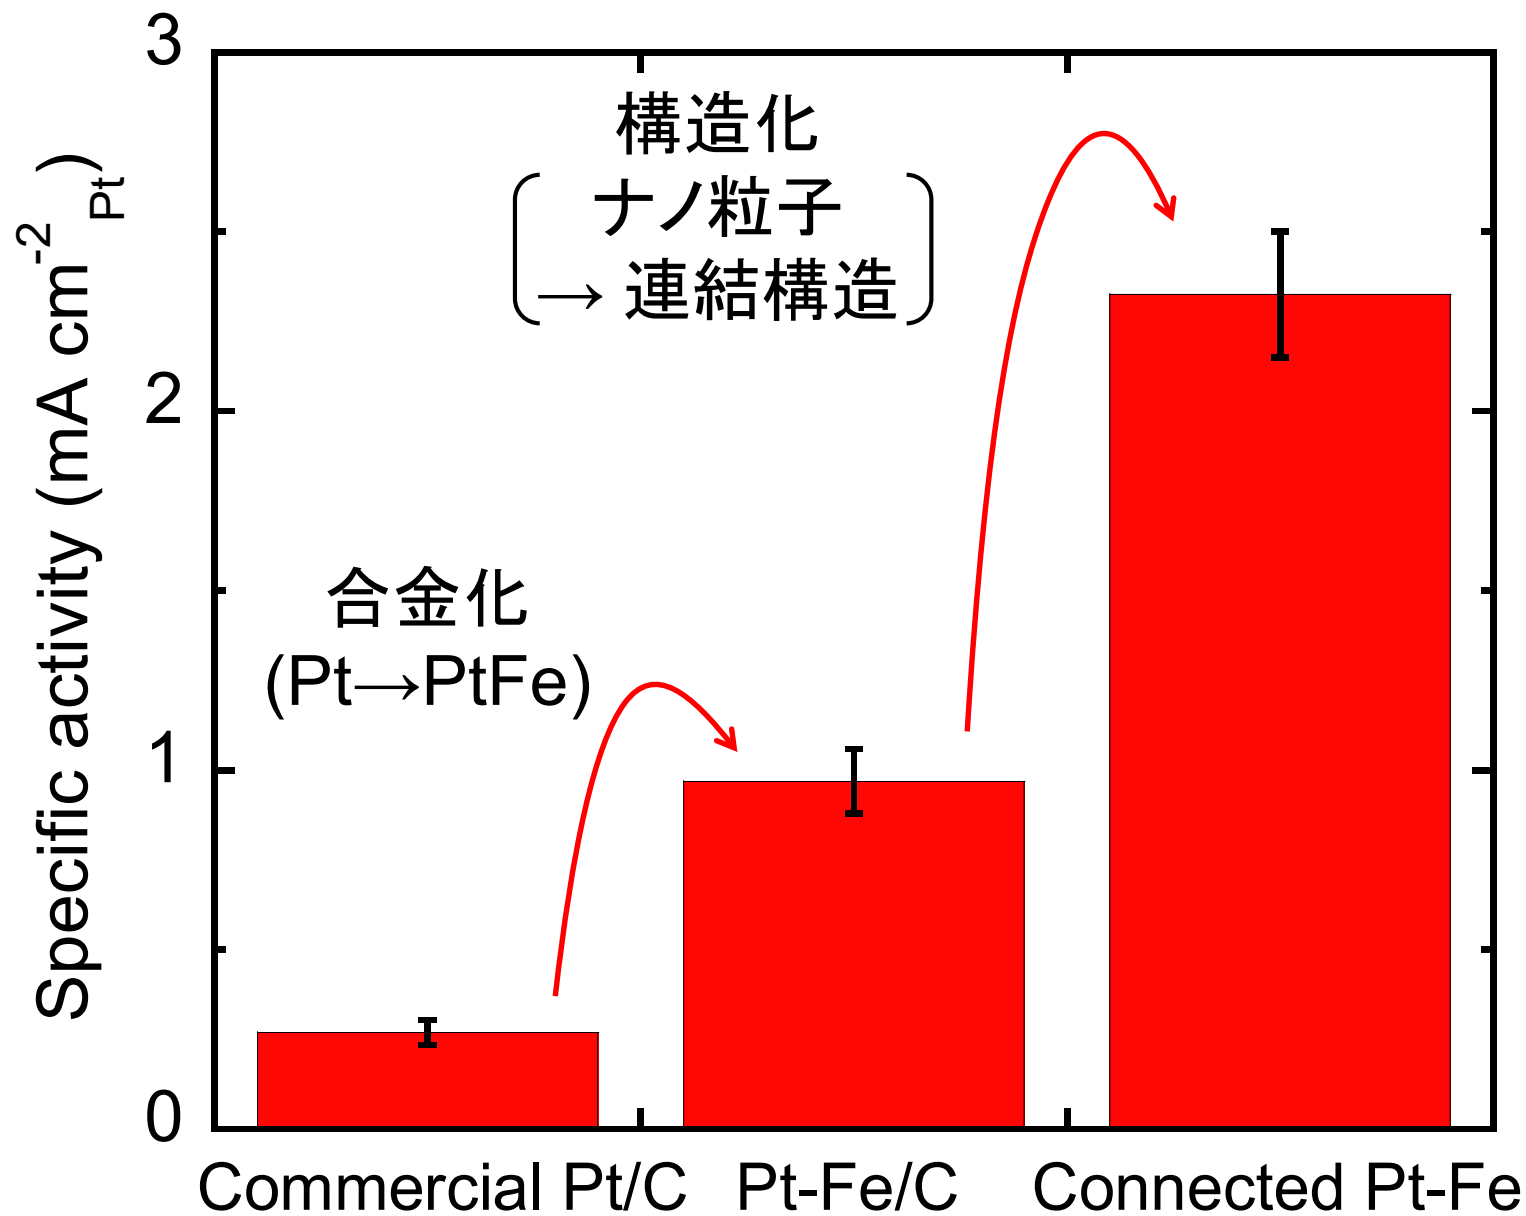 Specific activity (mA cm-2Pt)
3
2
1
0
構造化
ナノ粒子
→ 連結構造
合金化
(Pt→PtFe)
Commercial Pt/C
Pt-Fe/C
Connected Pt-Fe